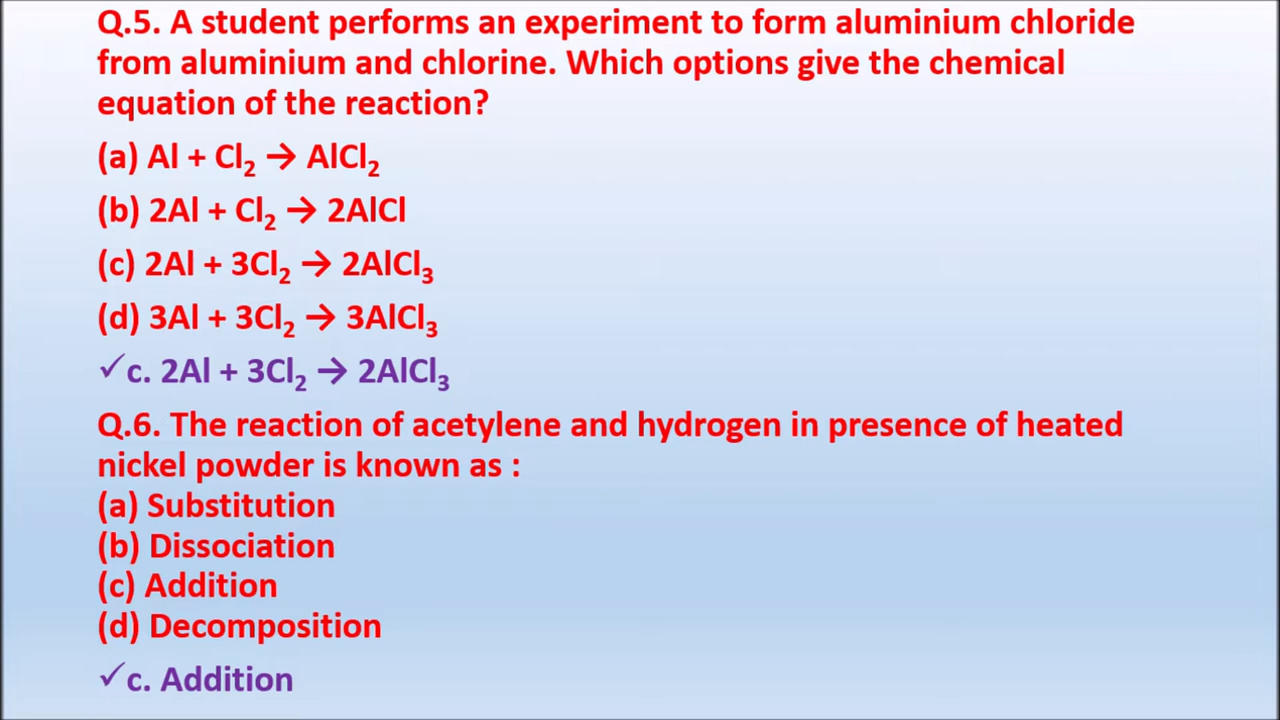 Q.5. A student performs an experiment to form aluminium chloride
from aluminium and chlorine. Which options give the chemical
equation of the reaction?
(a) Al + Cl₂ → AlCl₂
(b) 2Al + Cl₂ → 2AlCl
(c) 2Al + 3Cl₂ → 2AlCl₃
(d) 3Al + 3Cl₂ → 3AlCl₃
✓c. 2Al + 3Cl₂ → 2AlCl₃
Q.6. The reaction of acetylene and hydrogen in presence of heated
nickel powder is known as :
(a) Substitution
(b) Dissociation
(c) Addition
(d) Decomposition
✓c. Addition